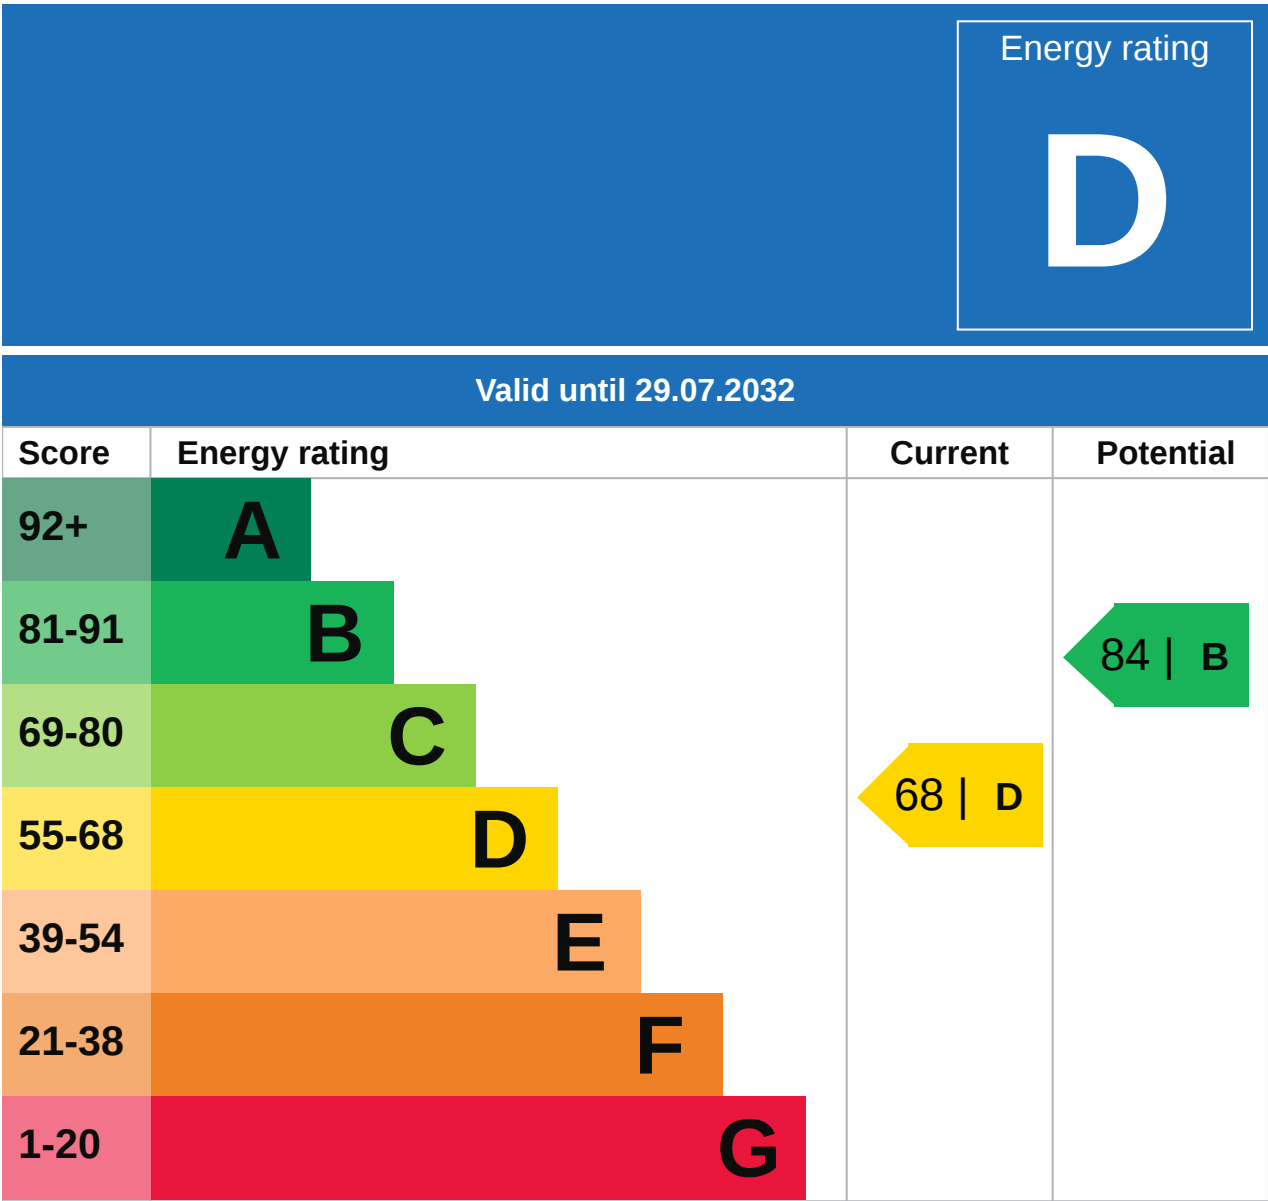 Energy rating
D
Valid until 29.07.2032
Score Energy rating Current Potential
92+ A
81-91 B 84 | B
69-80 C
68 | D
55-68 D
39-54 E
21-38 F
1-20 G